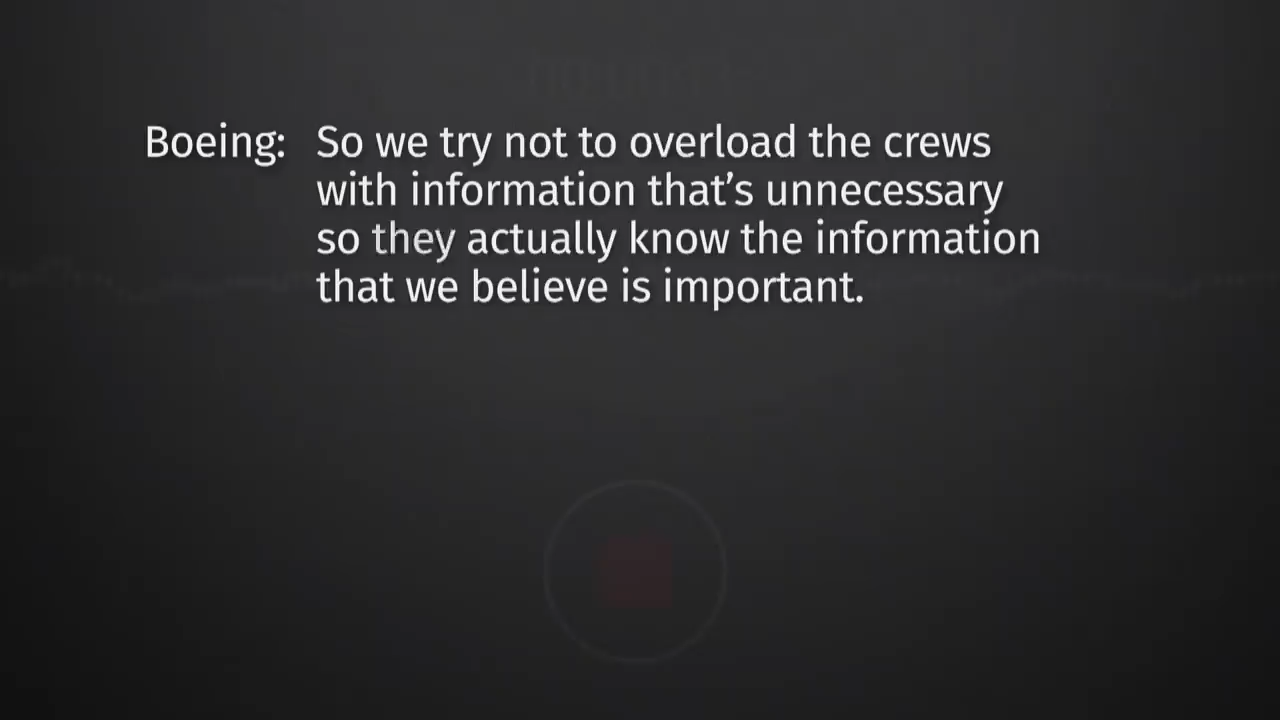 Boeing: So we try not to overload the crews
with information that's unnecessary
so they actually know the information
that we believe is important.